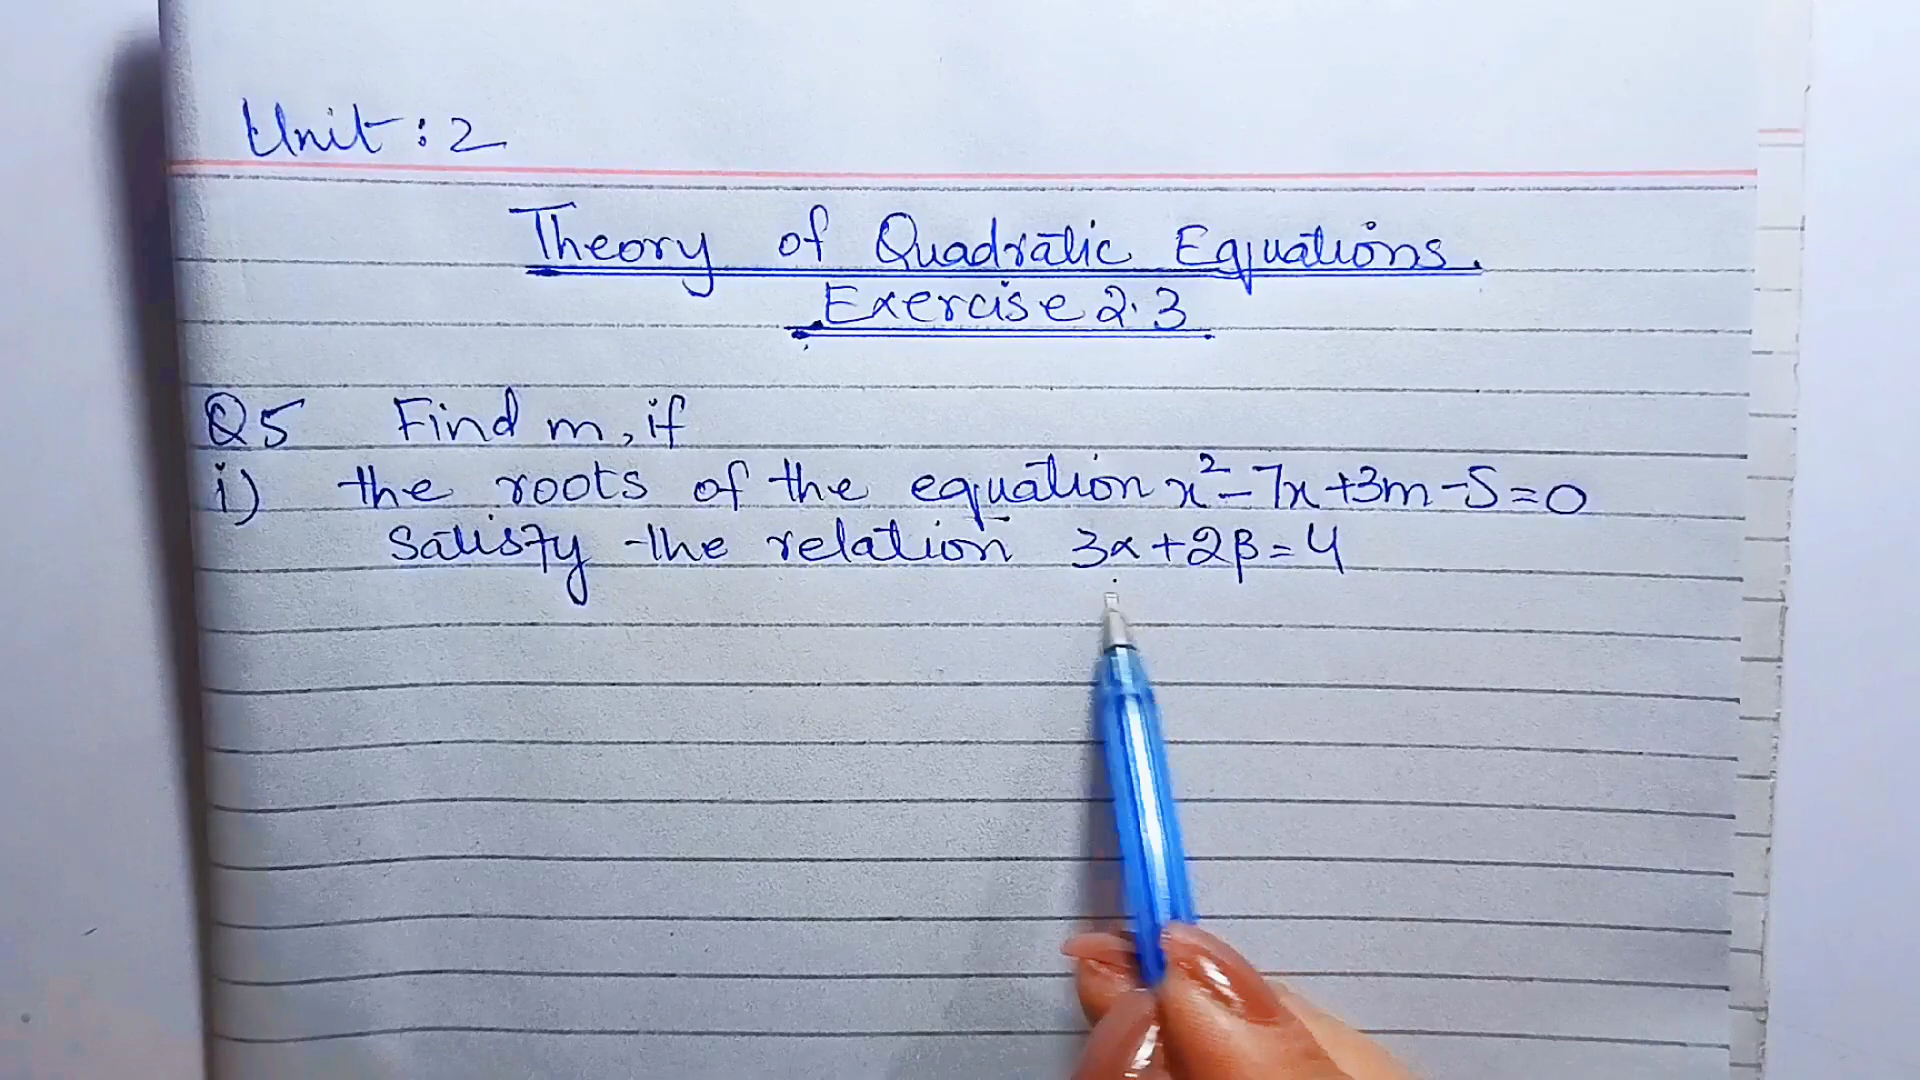 Unit : 2
Theory of Quadratic Equations.
Exercise 2.3
Q5 Find m, if
i) the roots of the equation x²-7x+3m-5=0
Satisfy the relation 3α+2β=4